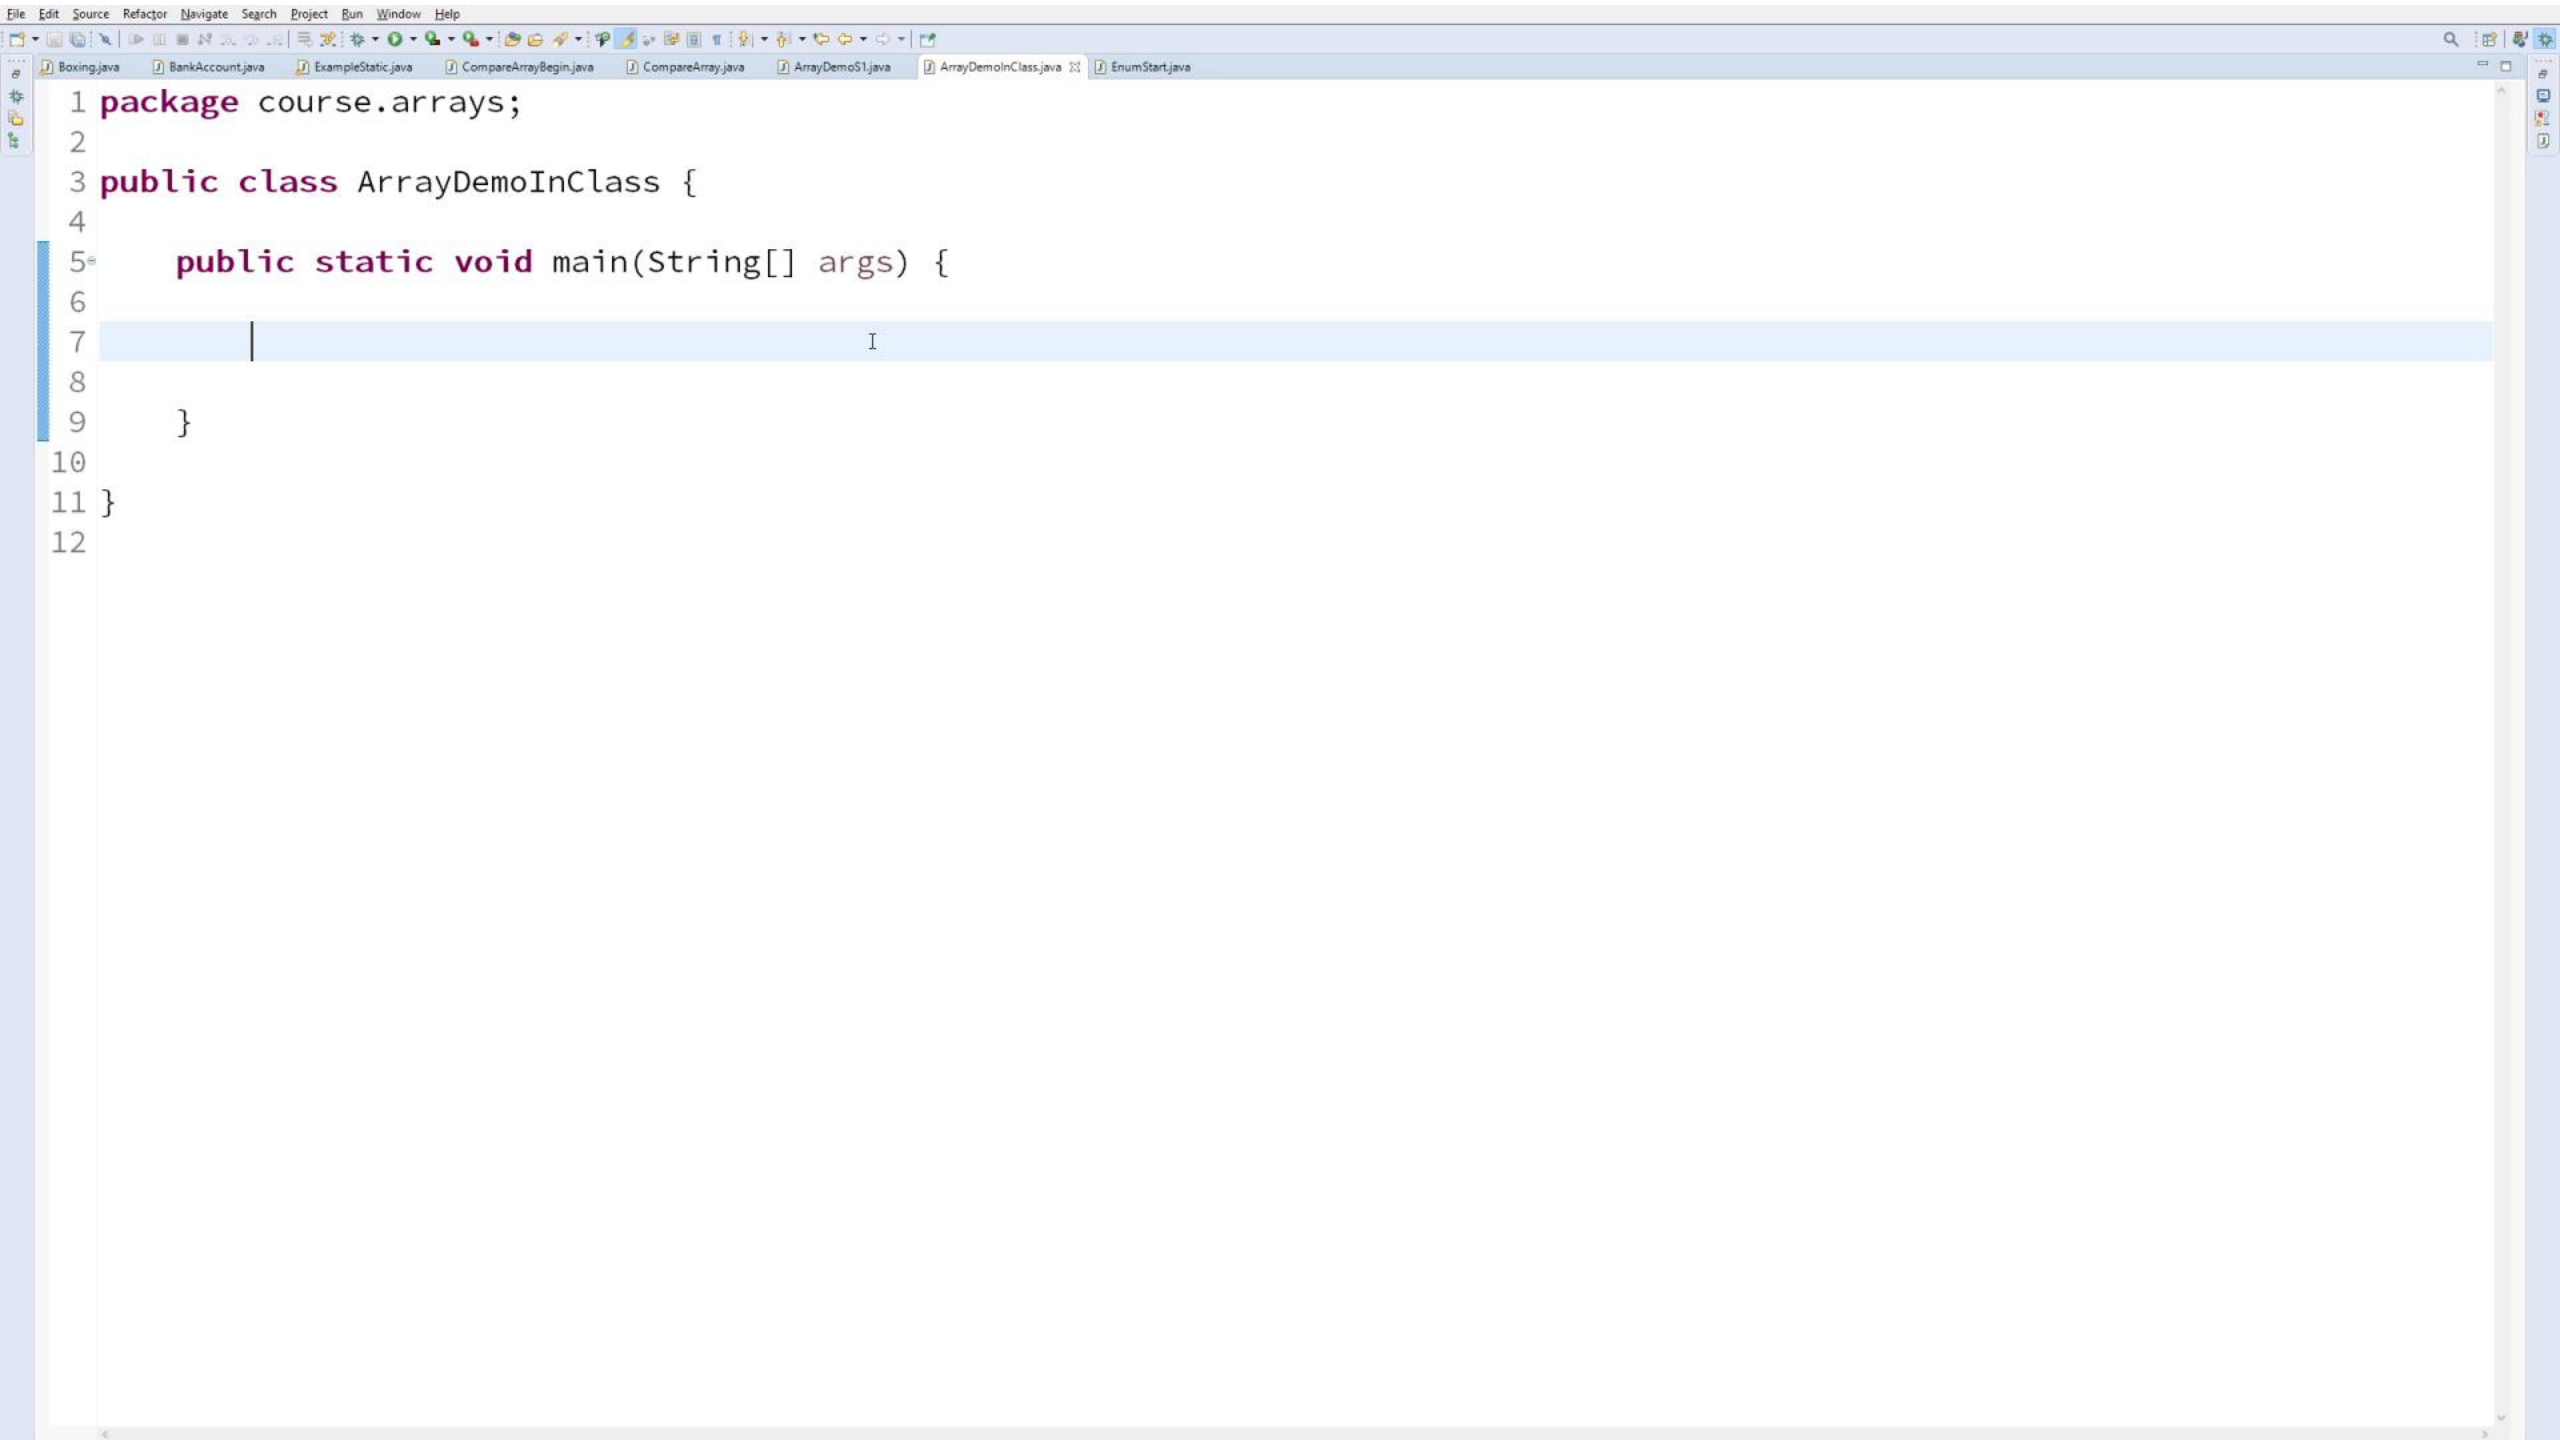 File Edit Source Refactor Navigate Search Project Run Window Help
Boxing.java BankAccount.java ExampleStatic.java CompareArrayBegin.java CompareArray.java ArrayDemoS1.java ArrayDemoInClass.java EnumStart.java
1 package course.arrays;
2
3 public class ArrayDemoInClass {
4
5 public static void main(String[] args) {
6
7
8
9 }
10
11 }
12